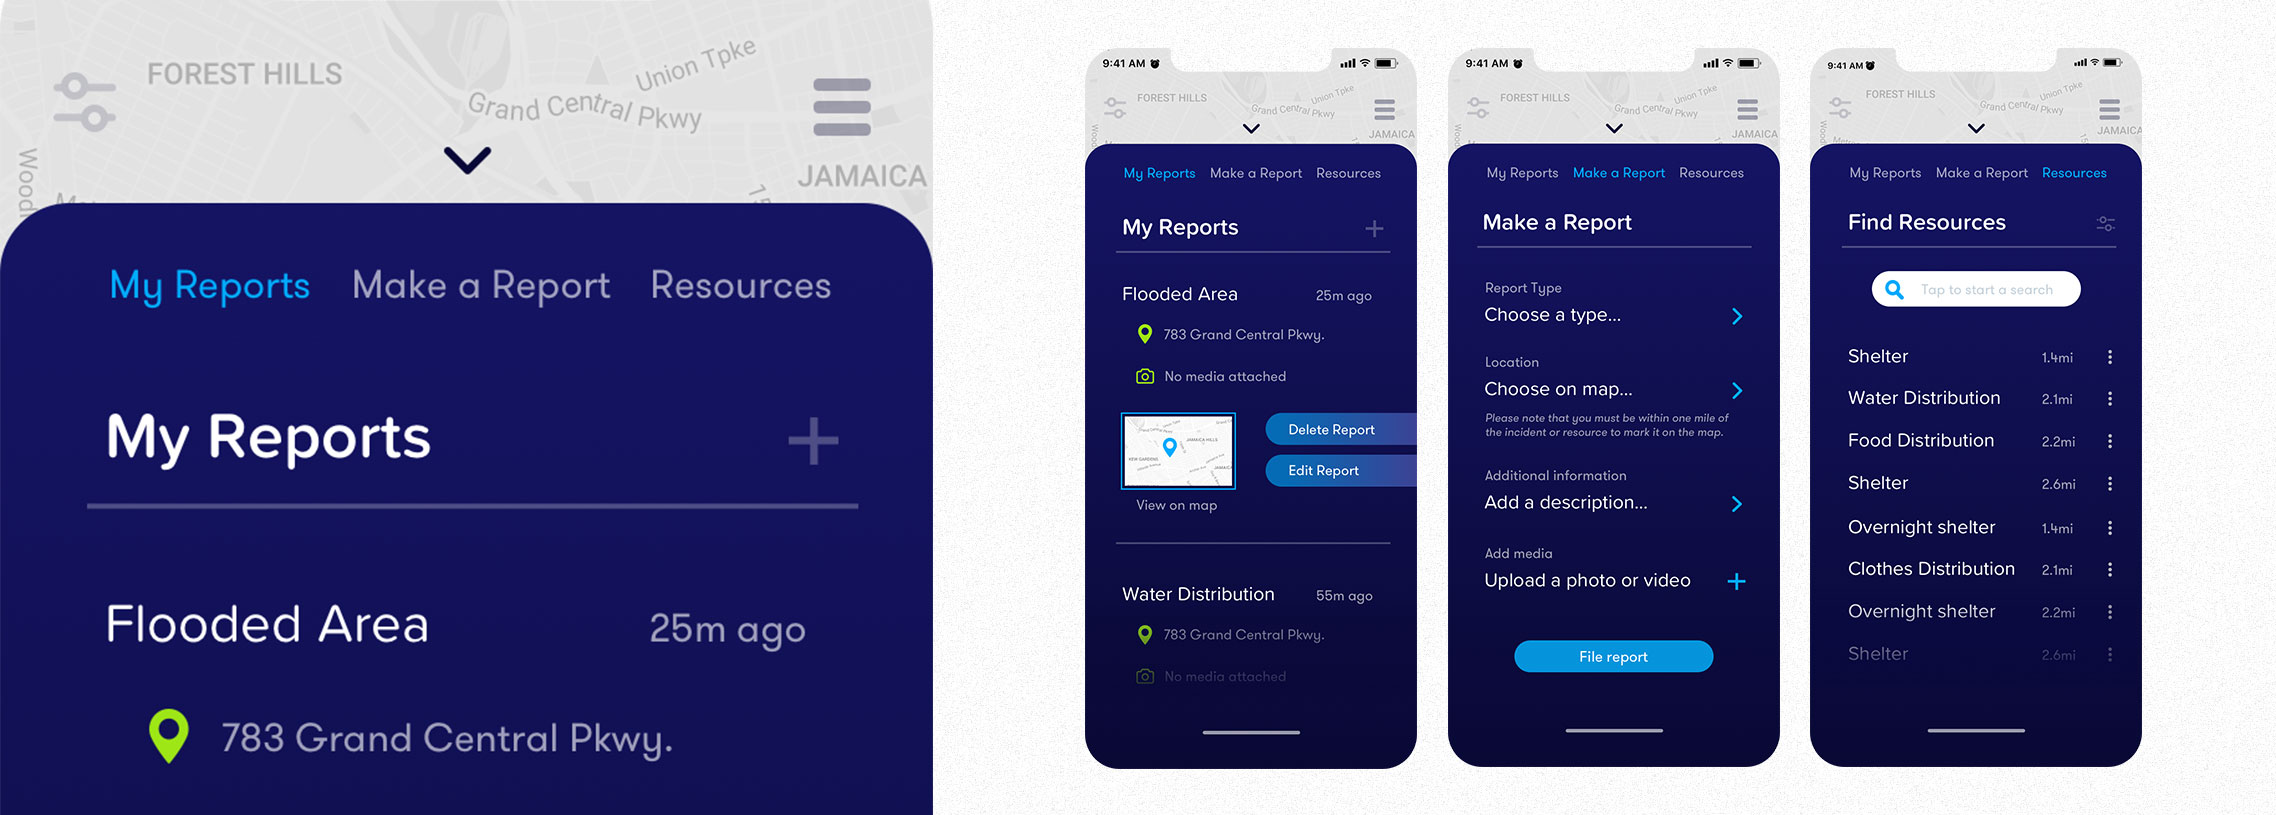 FOREST HILLS
Union Tpke
Grand Central Pkwy
JAMAICA
My Reports Make a Report Resources
My Reports
Flooded Area 25m ago
783 Grand Central Pkwy.
9:41 AM
FOREST HILLS
Union Tpke
Grand Central Pkwy
JAMAICA
My Reports Make a Report Resources
My Reports
Flooded Area 25m ago
783 Grand Central Pkwy.
No media attached
JAMAICA HILLS
KEW GARDENS
Delete Report
Edit Report
View on map
Water Distribution 55m ago
783 Grand Central Pkwy.
No media attached
9:41 AM
FOREST HILLS
Union Tpke
Grand Central Pkwy
JAMAICA
My Reports Make a Report Resources
Make a Report
Report Type
Choose a type...
Location
Choose on map...
Please note that you must be within one mile of
the incident or resource to mark it on the map.
Additional information
Add a description...
Add media
Upload a photo or video
File report
9:41 AM
FOREST HILLS
Union Tpke
Grand Central Pkwy
JAMAICA
My Reports Make a Report Resources
Find Resources
Tap to start a search
Shelter 1.4mi
Water Distribution 2.1mi
Food Distribution 2.2mi
Shelter 2.6mi
Overnight shelter 1.4mi
Clothes Distribution 2.1mi
Overnight shelter 2.2mi
Shelter 2.6mi